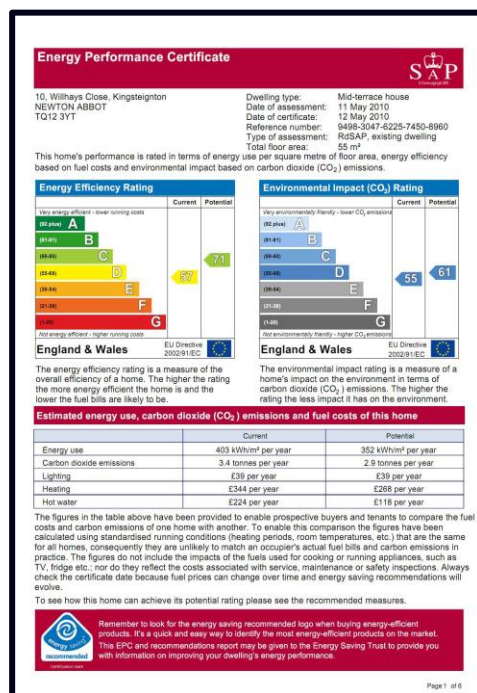 Energy Performance Certificate
SAP
10, Willhays Close, Kingsteignton
NEWTON ABBOT
TQ12 3YT
Dwelling type: Mid-terrace house
Date of assessment: 11 May 2010
Date of certificate: 12 May 2010
Reference number: 9498-3047-6225-7450-8960
Type of assessment: RdSAP, existing dwelling
Total floor area: 55 m²
This home's performance is rated in terms of energy use per square metre of floor area, energy efficiency
based on fuel costs and environmental impact based on carbon dioxide (CO₂) emissions.
Energy Efficiency Rating
Current Potential
Very energy efficient - lower running costs
(92 plus) A
(81-91) B
(69-80) C
(55-68) D
(39-54) E
(21-38) F
(1-20) G
57
71
Not energy efficient - higher running costs
England & Wales
EU Directive
2002/91/EC
Environmental Impact (CO₂) Rating
Current Potential
Very environmentally friendly - lower CO₂ emissions
(92 plus) A
(81-91) B
(69-80) C
(55-68) D
(39-54) E
(21-38) F
(1-20) G
55
61
Not environmentally friendly - higher CO₂ emissions
England & Wales
EU Directive
2002/91/EC
The energy efficiency rating is a measure of the
overall efficiency of a home. The higher the rating
the more energy efficient the home is and the
lower the fuel bills are likely to be.
The environmental impact rating is a measure of a
home's impact on the environment in terms of
carbon dioxide (CO₂) emissions. The higher the
rating the less impact it has on the environment.
Estimated energy use, carbon dioxide (CO₂) emissions and fuel costs of this home
Current Potential
Energy use 403 kWh/m² per year 352 kWh/m² per year
Carbon dioxide emissions 3.4 tonnes per year 2.9 tonnes per year
Lighting £39 per year £39 per year
Heating £344 per year £268 per year
Hot water £224 per year £118 per year
The figures in the table above have been provided to enable prospective buyers and tenants to compare the fuel
costs and carbon emissions of one home with another. To enable this comparison the figures have been
calculated using standardised running conditions (heating periods, room temperatures, etc.) that are the same
for all homes, consequently they are unlikely to match an occupier's actual fuel bills and carbon emissions in
practice. The figures do not include the impacts of the fuels used for cooking or running appliances, such as
TV, fridge etc.; nor do they reflect the costs associated with service, maintenance or safety inspections. Always
check the certificate date because fuel prices can change over time and energy saving recommendations will
evolve.
To see how this home can achieve its potential rating please see the recommended measures.
energy saving
recommended
Certification mark
Remember to look for the energy saving recommended logo when buying energy-efficient
products. It's a quick and easy way to identify the most energy-efficient products on the market.
This EPC and recommendations report may be given to the Energy Saving Trust to provide you
with information on improving your dwelling's energy performance.
Page 1 of 6